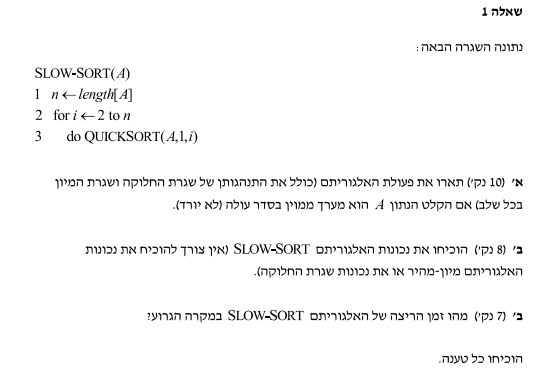 שאלה 1
נתונה השגרה הבאה:
SLOW-SORT(A)
1 n ← length[A]
2 for i ← 2 to n
3 do QUICKSORT(A,1,i)
א' (10 נק') תארו את פעולת האלגוריתם (כולל את התנהגותן של שגרת החלוקה ושגרת המיון
בכל שלב) אם הקלט הנתון A הוא מערך ממוין בסדר עולה (לא יורד).
ב' (8 נק') הוכיחו את נכונות האלגוריתם SLOW-SORT (אין צורך להוכיח את נכונות
האלגוריתם מיון-מהיר או את נכונות שגרת החלוקה).
ב' (7 נק') מהו זמן הריצה של האלגוריתם SLOW-SORT במקרה הגרוע?
הוכיחו כל טענה.